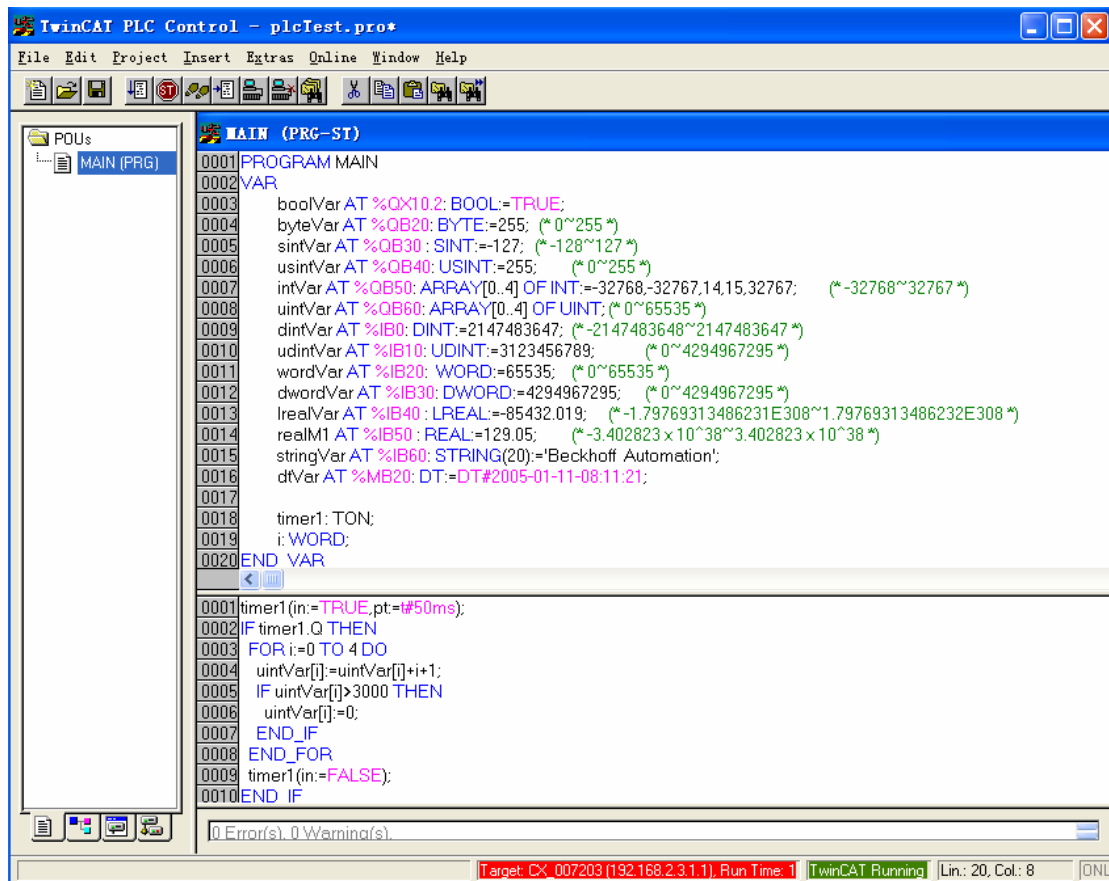 TwinCAT PLC Control - plcTest.pro*
File Edit Project Insert Extras Online Window Help
POUs
MAIN (PRG)
MAIN (PRG-ST)
0001 PROGRAM MAIN
0002 VAR
0003 boolVar AT %QX10.2: BOOL:=TRUE;
0004 byteVar AT %QB20: BYTE:=255; (* 0~255 *)
0005 sintVar AT %QB30 : SINT:=-127; (* -128~127 *)
0006 usintVar AT %QB40: USINT:=255; (* 0~255 *)
0007 intVar AT %QB50: ARRAY[0..4] OF INT:=-32768,-32767,14,15,32767; (* -32768~32767 *)
0008 uintVar AT %QB60: ARRAY[0..4] OF UINT; (* 0~65535 *)
0009 dintVar AT %IB0: DINT:=2147483647; (* -2147483648~2147483647 *)
0010 udintVar AT %IB10: UDINT:=3123456789; (* 0~4294967295 *)
0011 wordVar AT %IB20: WORD:=65535; (* 0~65535 *)
0012 dwordVar AT %IB30: DWORD:=4294967295; (* 0~4294967295 *)
0013 lrealVar AT %IB40 : LREAL:=-85432.019; (* -1.79769313486231E308~1.79769313486232E308 *)
0014 realM1 AT %IB50 : REAL:=129.05; (* -3.402823 x 10^38~3.402823 x 10^38 *)
0015 stringVar AT %IB60: STRING(20):='Beckhoff Automation';
0016 dtVar AT %MB20: DT:=DT#2005-01-11-08:11:21;
0017
0018 timer1: TON;
0019 i: WORD;
0020 END_VAR
0001 timer1(in:=TRUE,pt:=t#50ms);
0002 IF timer1.Q THEN
0003 FOR i:=0 TO 4 DO
0004 uintVar[i]:=uintVar[i]+i+1;
0005 IF uintVar[i]>3000 THEN
0006 uintVar[i]:=0;
0007 END_IF
0008 END_FOR
0009 timer1(in:=FALSE);
0010 END_IF
0 Error(s), 0 Warning(s).
Target: CX_007203 (192.168.2.3.1.1), Run Time: 1 TwinCAT Running Lin.: 20, Col.: 8 ONL